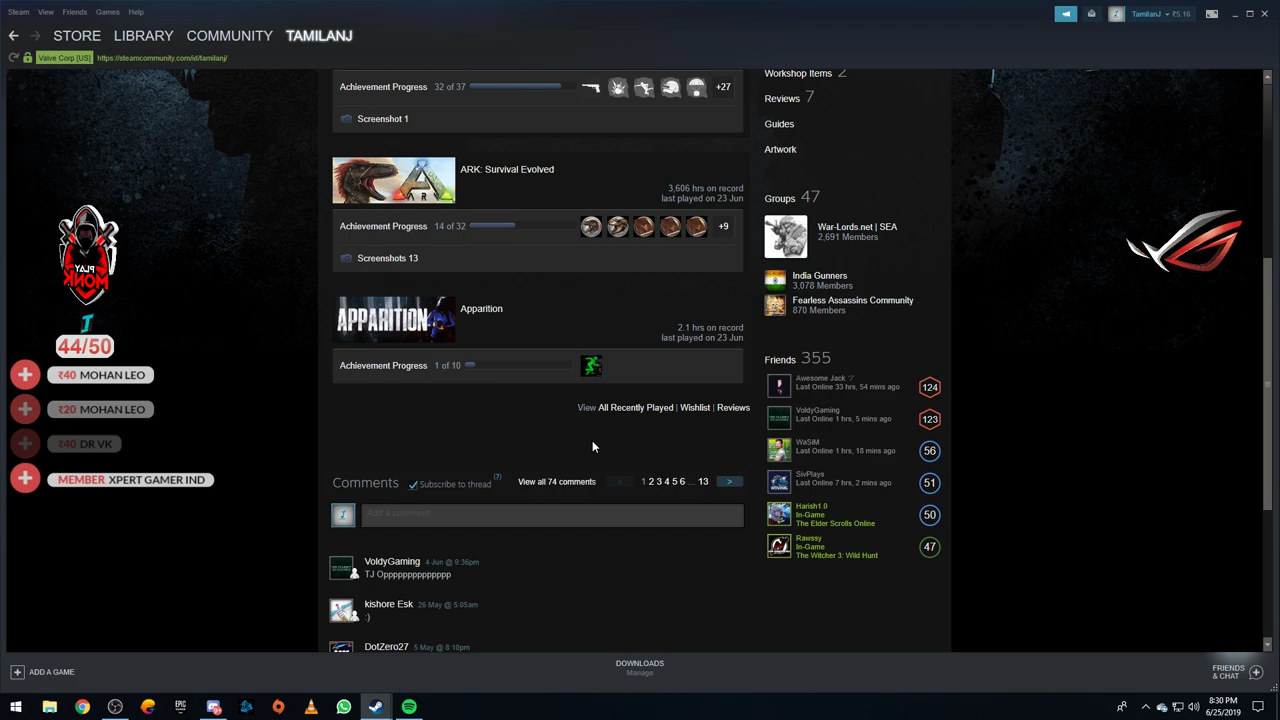 Steam View Friends Games Help
TamilanJ ₹5.16
STORE LIBRARY COMMUNITY TAMILANJ
Valve Corp [US] https://steamcommunity.com/id/tamilanj/
Achievement Progress 32 of 37 +27
Screenshot 1
ARK: Survival Evolved
3,606 hrs on record
last played on 23 Jun
Achievement Progress 14 of 32 +9
Screenshots 13
APPARITION
Apparition
2.1 hrs on record
last played on 23 Jun
Achievement Progress 1 of 10
View All Recently Played | Wishlist | Reviews
Comments Subscribe to thread (7) View all 74 comments < 1 2 3 4 5 6 ... 13 >
Add a comment
VoldyGaming 4 Jun @ 9:36pm
TJ Opppppppppppppp
kishore Esk 26 May @ 5:05am
:)
DotZero27 5 May @ 8:10pm
Workshop Items 2
Reviews 7
Guides
Artwork
Groups 47
War-Lords.net | SEA
2,691 Members
India Gunners
3,078 Members
Fearless Assassins Community
870 Members
Friends 355
Awesome Jack ツ
Last Online 33 hrs, 54 mins ago
124
VoldyGaming
Last Online 1 hrs, 5 mins ago
123
WaSiM
Last Online 1 hrs, 18 mins ago
56
SivPlays
Last Online 7 hrs, 2 mins ago
51
Harish1.0
In-Game
The Elder Scrolls Online
50
Rawssy
In-Game
The Witcher 3: Wild Hunt
47
44/50
+ ₹40 MOHAN LEO
+ ₹20 MOHAN LEO
+ ₹40 DR VK
+ MEMBER XPERT GAMER IND
+ ADD A GAME
DOWNLOADS
Manage
FRIENDS
& CHAT +
EPIC
8:30 PM
6/25/2019